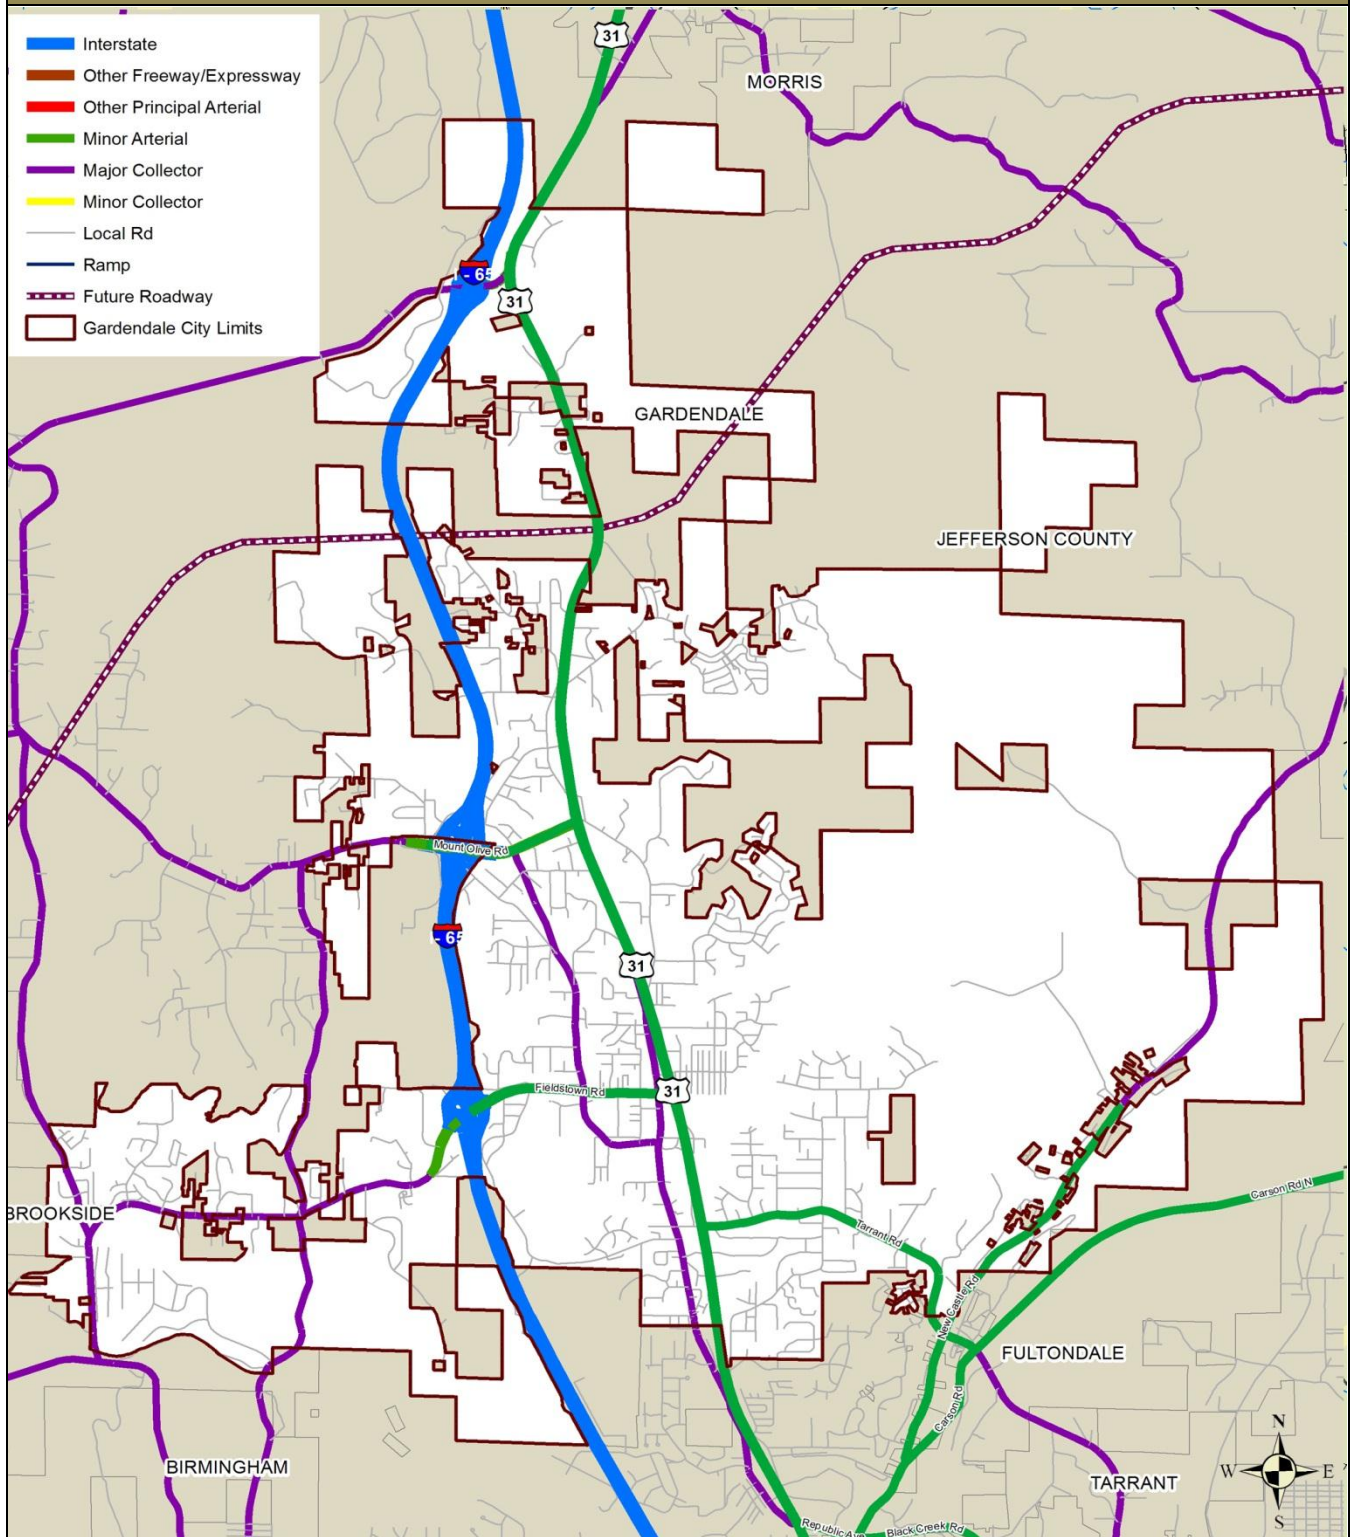 Interstate
Other Freeway/Expressway
Other Principal Arterial
Minor Arterial
Major Collector
Minor Collector
Local Rd
Ramp
Future Roadway
Gardendale City Limits
31
MORRIS
I - 65
31
GARDENDALE
JEFFERSON COUNTY
Mount Olive Rd
- 65
31
Fieldstown Rd
31
BROOKSIDE
Carson Rd N
Tarrant Rd
New Castle Rd
FULTONDALE
Carson Rd
BIRMINGHAM
TARRANT
N
W
E
S
Republic Ave
Black Creek Rd